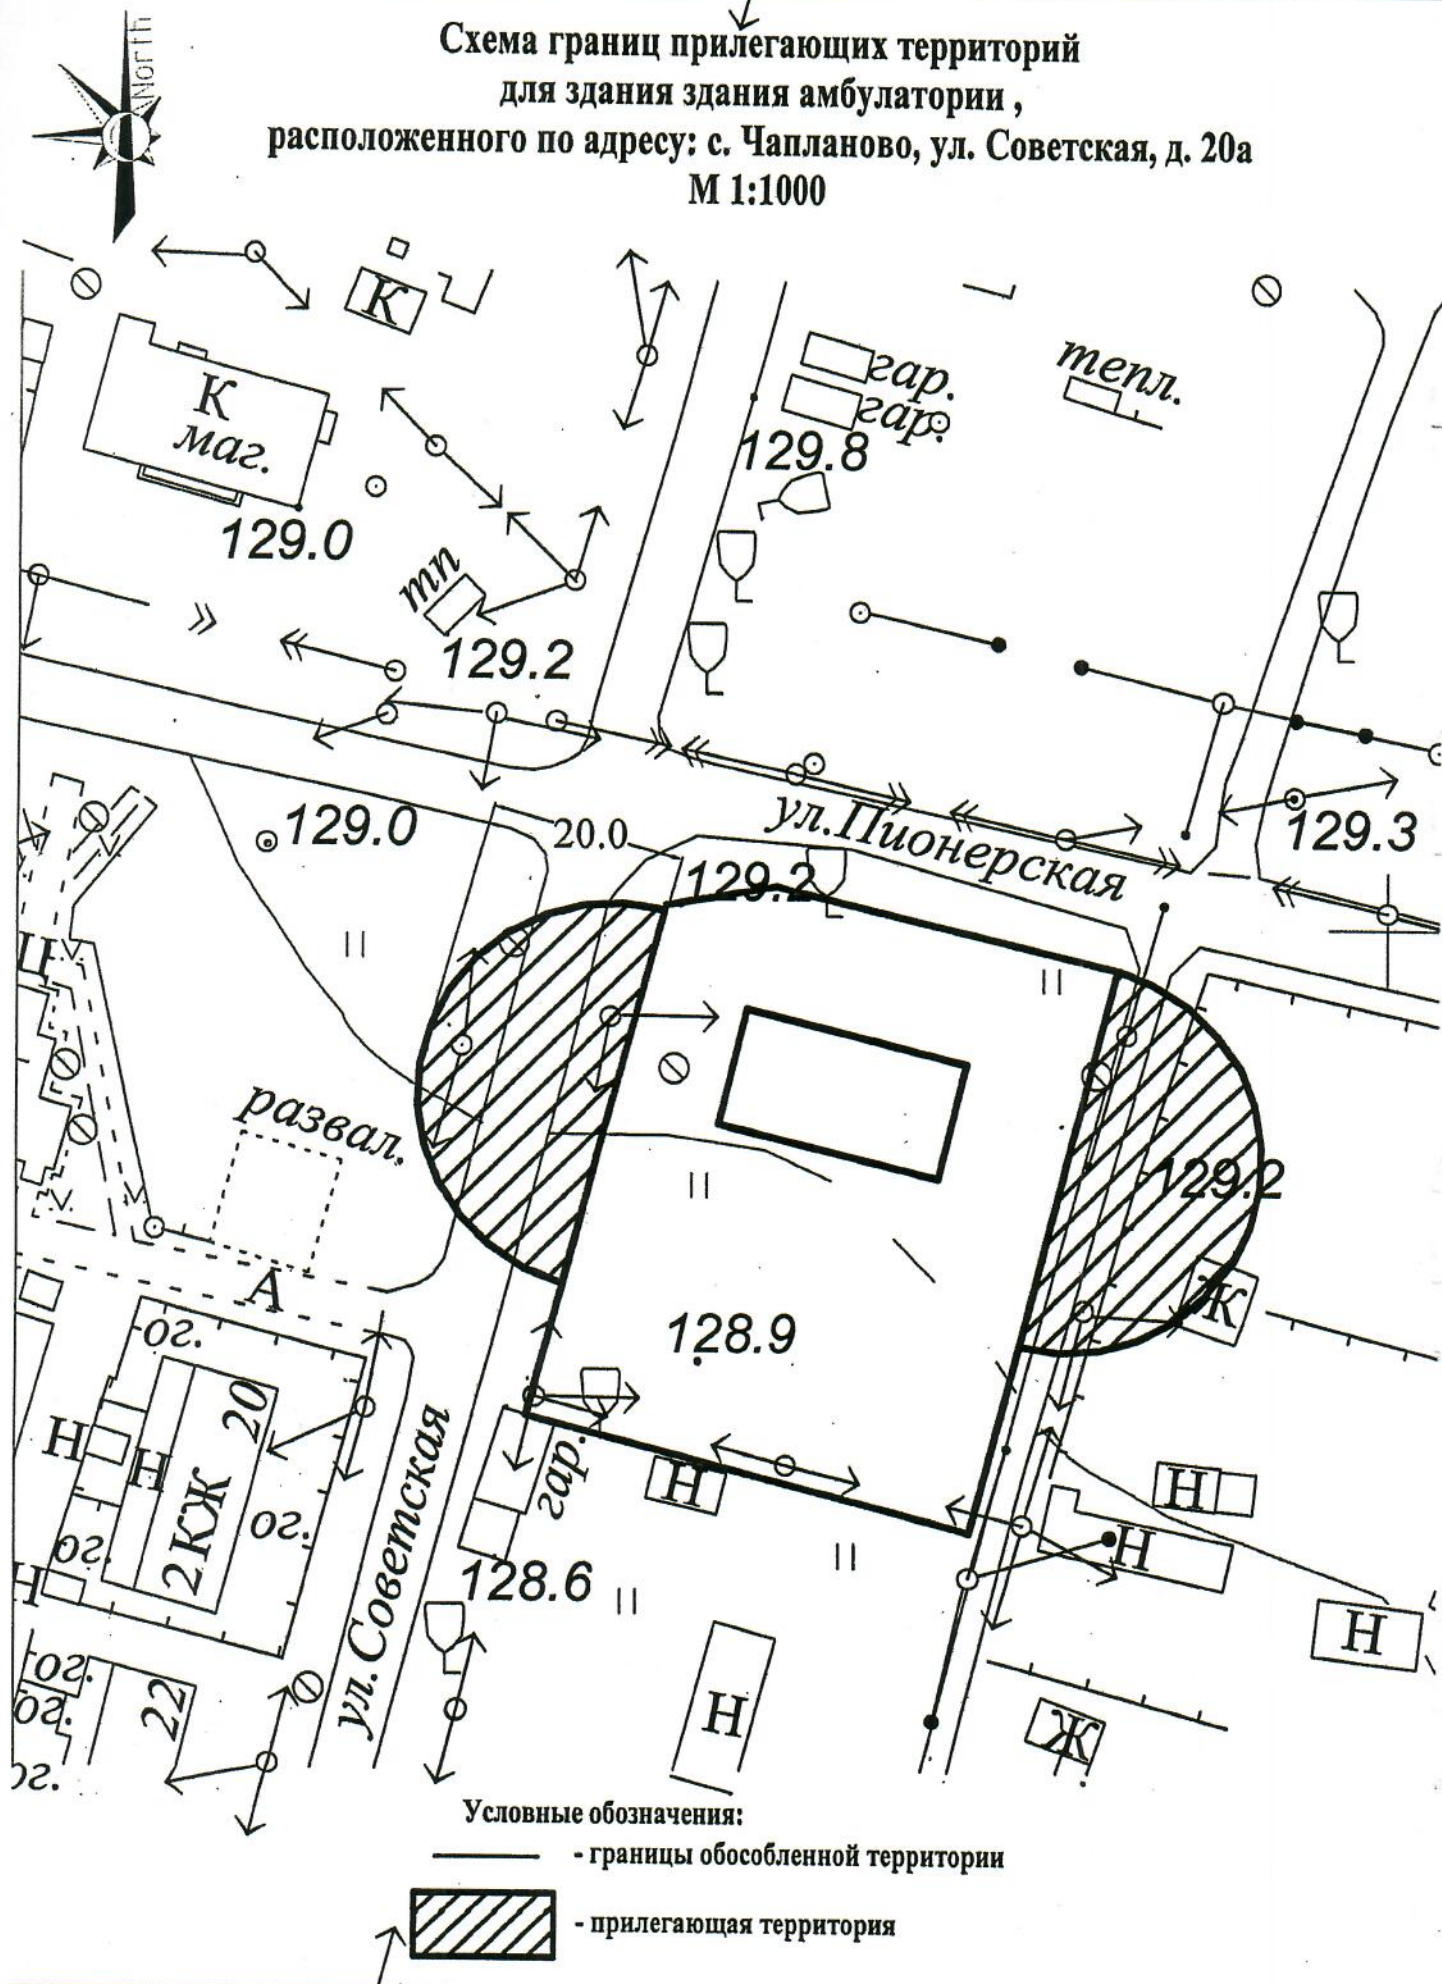 North
Схема границ прилегающих территорий
для здания здания амбулатории ,
расположенного по адресу: с. Чапланово, ул. Советская, д. 20а
М 1:1000
К
К
маг.
129.0
гар.
гар.
129.8
тепл.
тп
129.2
129.0
20.0
ул.Пионерская
129.2
129.3
Ц
развал.
129.2
А
128.9
Ж
ог.
20
Н
Н
2 КЖ
ог.
ог.
Н
ул.Советская
гар.
Н
128.6
Н
Н
Н
ог.
ог.
22
Н
Ж
ог.
Условные обозначения:
- границы обособленной территории
- прилегающая территория